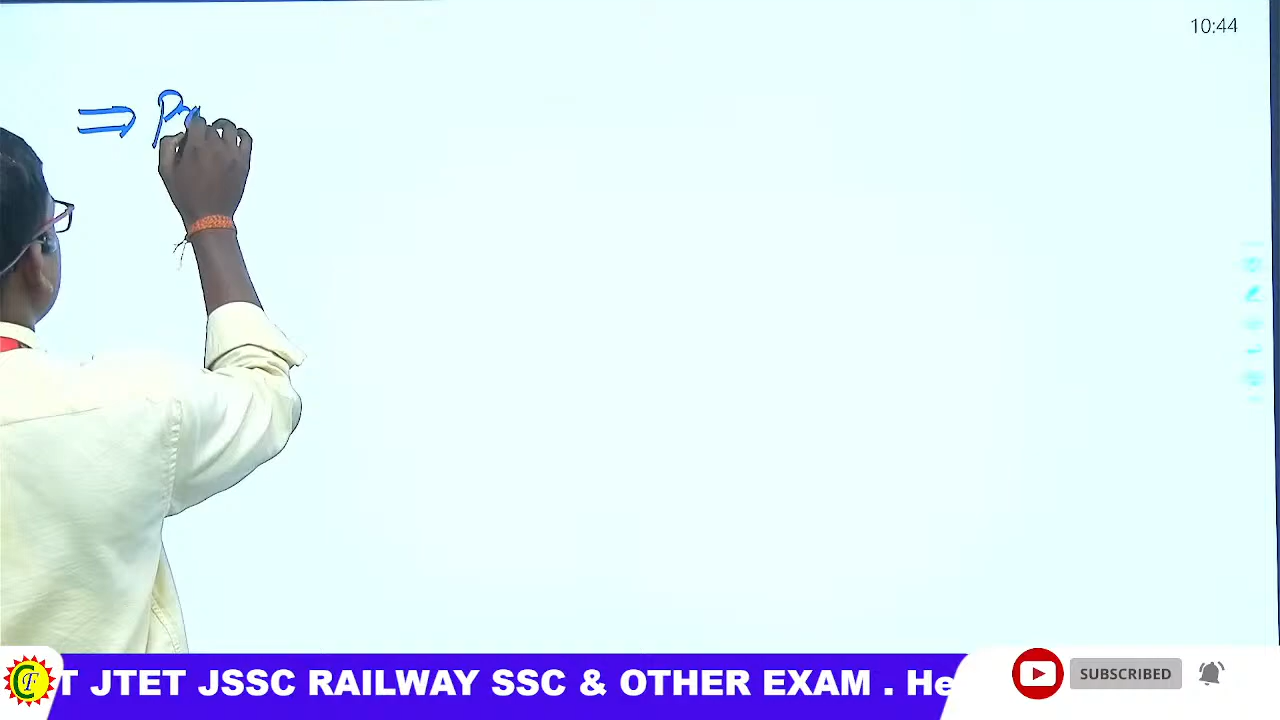 10:44
⇒ Pr
T JTET JSSC RAILWAY SSC & OTHER EXAM . He
SUBSCRIBED